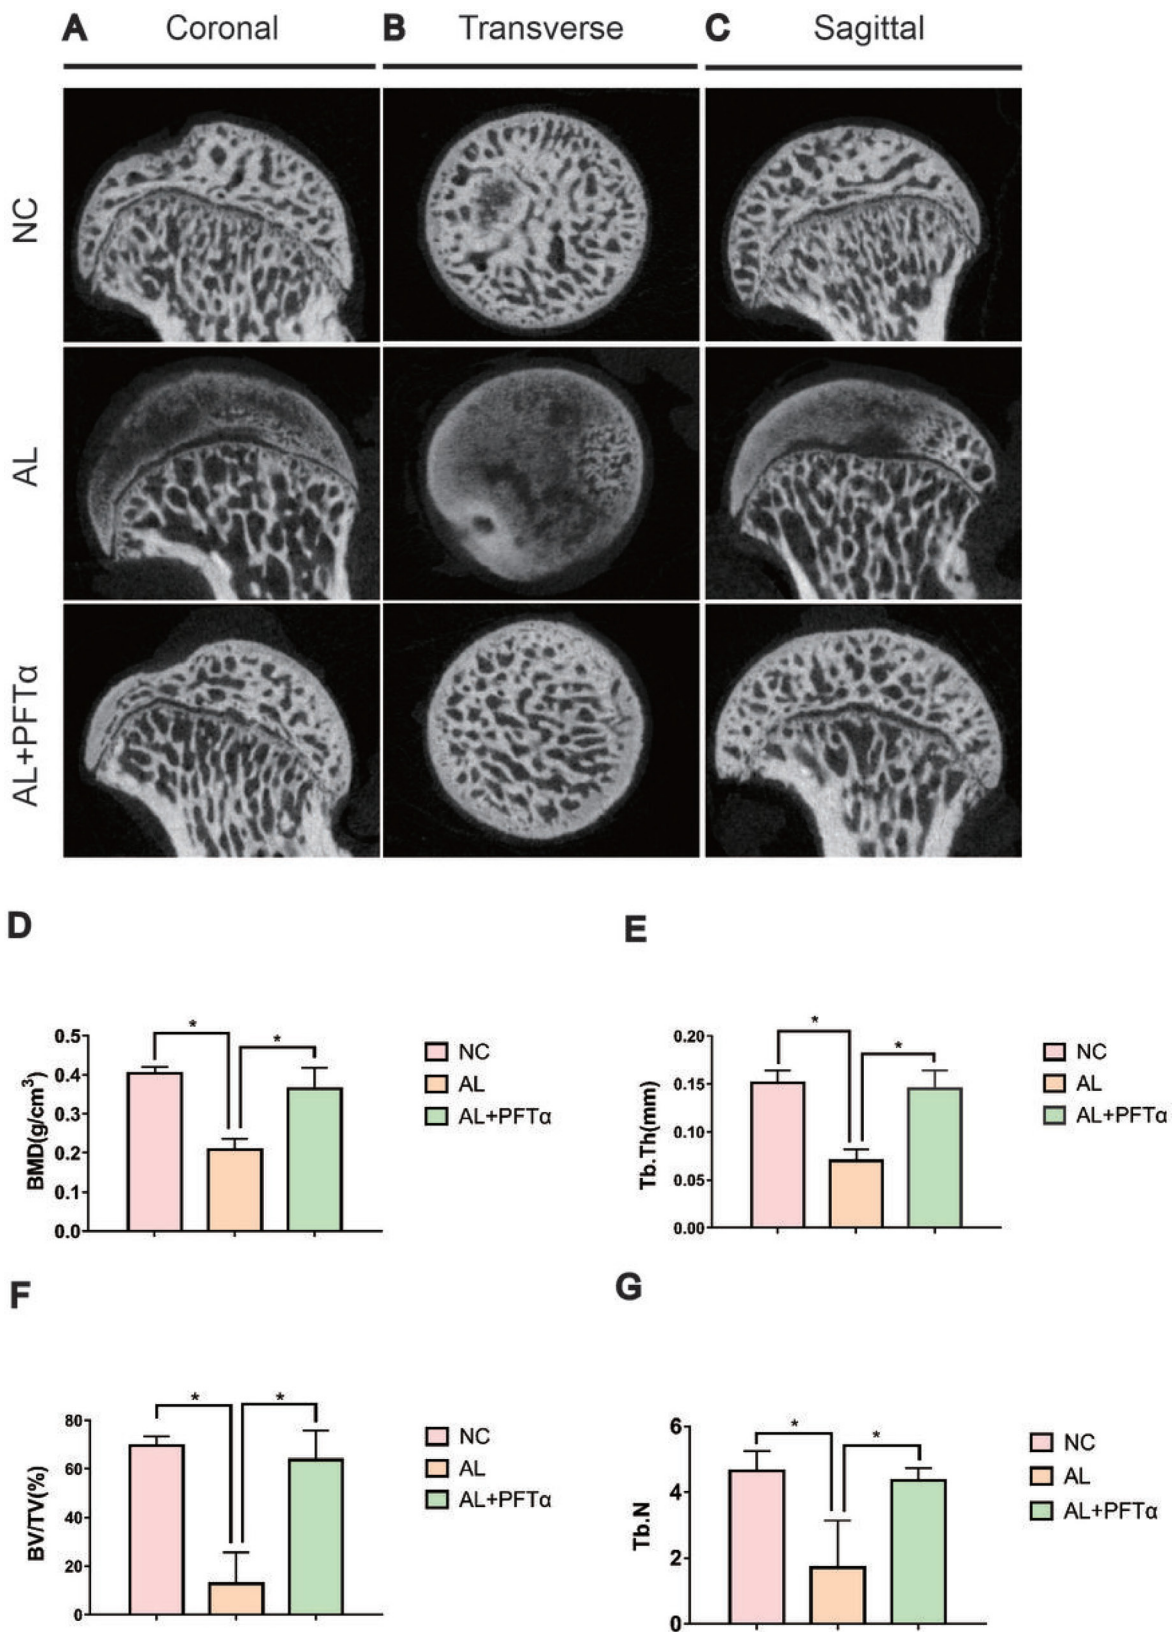 A Coronal B Transverse C Sagittal
NC
AL
AL+PFTα
D
E
0.5
0.4
0.3
0.2
0.1
0.0
BMD(g/cm³)
*
*
NC
AL
AL+PFTα
0.20
0.15
0.10
0.05
0.00
Tb.Th(mm)
*
*
NC
AL
AL+PFTα
F
G
80
60
40
20
0
BV/TV(%)
*
*
NC
AL
AL+PFTα
6
4
2
0
Tb.N
*
*
NC
AL
AL+PFTα